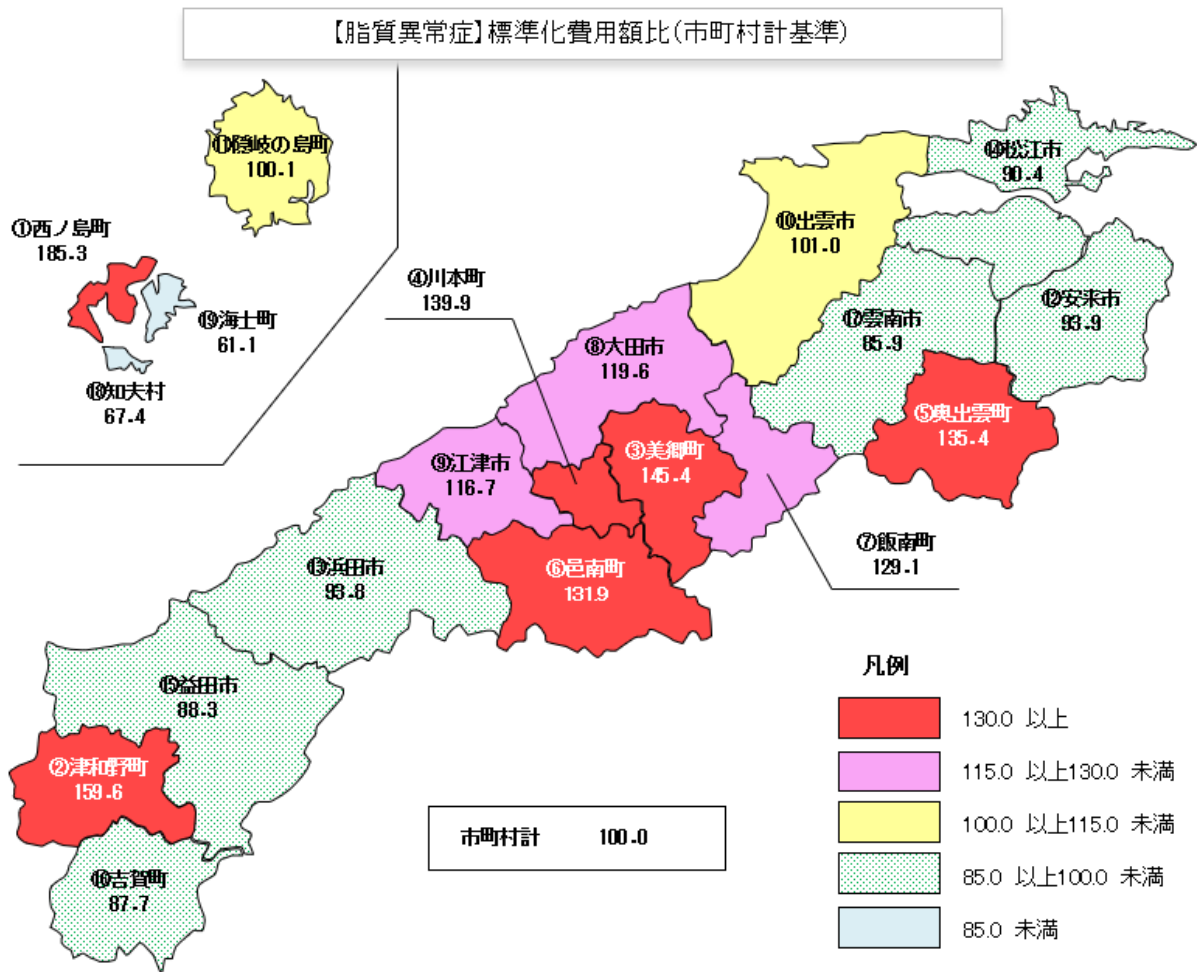 【脂質異常症】標準化費用額比(市町村計基準)
⑪隠岐の島町
100.1
①西ノ島町
185.3
⑲海士町
61.1
⑱知夫村
67.4
⑭松江市
90.4
⑩出雲市
101.0
④川本町
139.9
⑫安来市
93.9
⑰雲南市
85.9
⑧大田市
119.6
⑤奥出雲町
135.4
③美郷町
145.4
⑨江津市
116.7
⑦飯南町
129.1
⑬浜田市
93.8
⑥邑南町
131.9
⑮益田市
88.3
②津和野町
159.6
⑯吉賀町
87.7
市町村計 100.0
凡例
130.0 以上
115.0 以上130.0 未満
100.0 以上115.0 未満
85.0 以上100.0 未満
85.0 未満